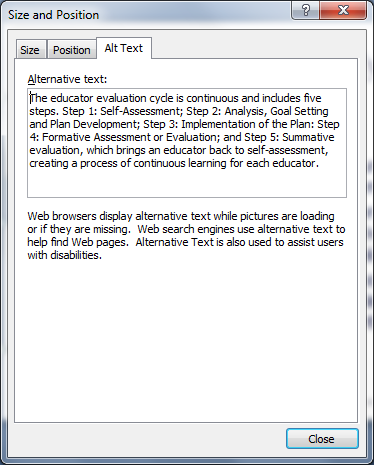 Size and Position
Size Position Alt Text
Alternative text:
The educator evaluation cycle is continuous and includes five
steps. Step 1: Self-Assessment; Step 2: Analysis, Goal Setting
and Plan Development; Step 3: Implementation of the Plan: Step
4: Formative Assessment or Evaluation; and Step 5: Summative
evaluation, which brings an educator back to self-assessment,
creating a process of continuous learning for each educator.
Web browsers display alternative text while pictures are loading
or if they are missing. Web search engines use alternative text to
help find Web pages. Alternative Text is also used to assist users
with disabilities.
Close